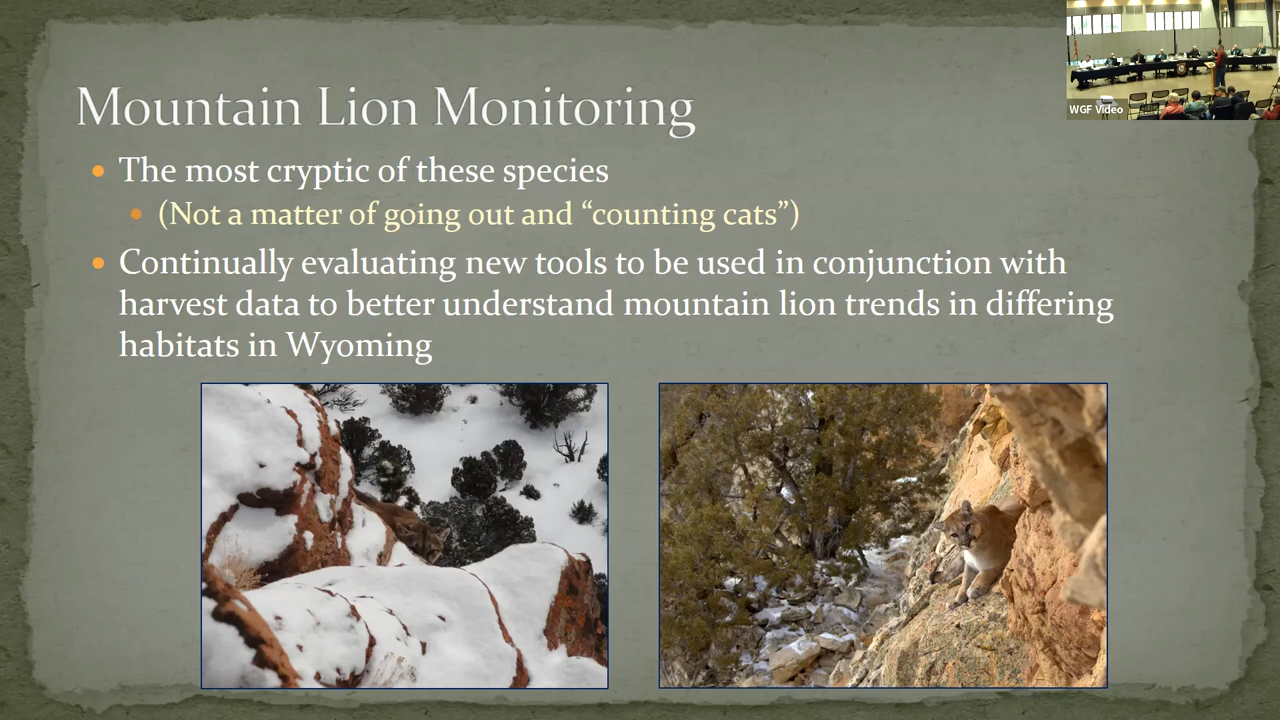 Mountain Lion Monitoring
The most cryptic of these species
(Not a matter of going out and “counting cats”)
Continually evaluating new tools to be used in conjunction with
harvest data to better understand mountain lion trends in differing
habitats in Wyoming
WGF Video